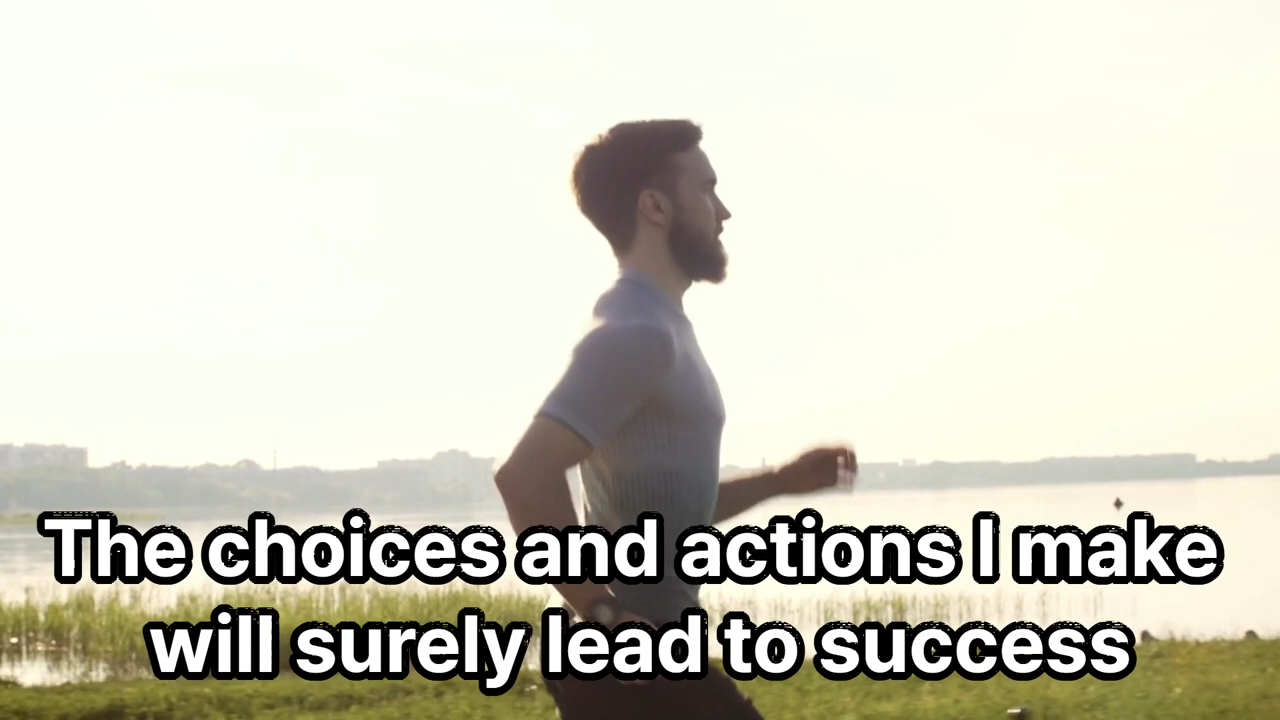 The choices and actions I make
will surely lead to success